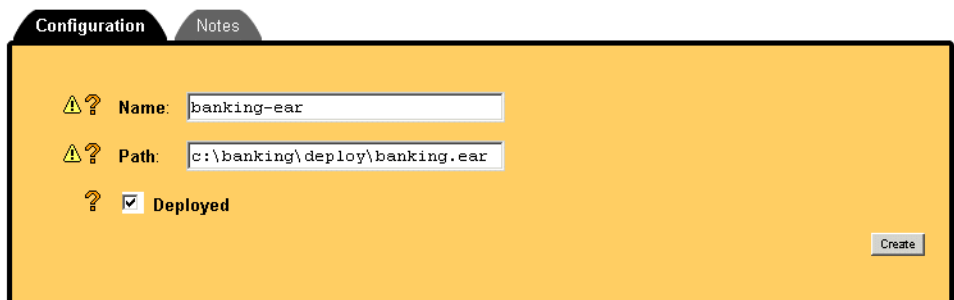 Configuration Notes
Name: banking-ear
Path: c:\banking\deploy\banking.ear
Deployed
Create